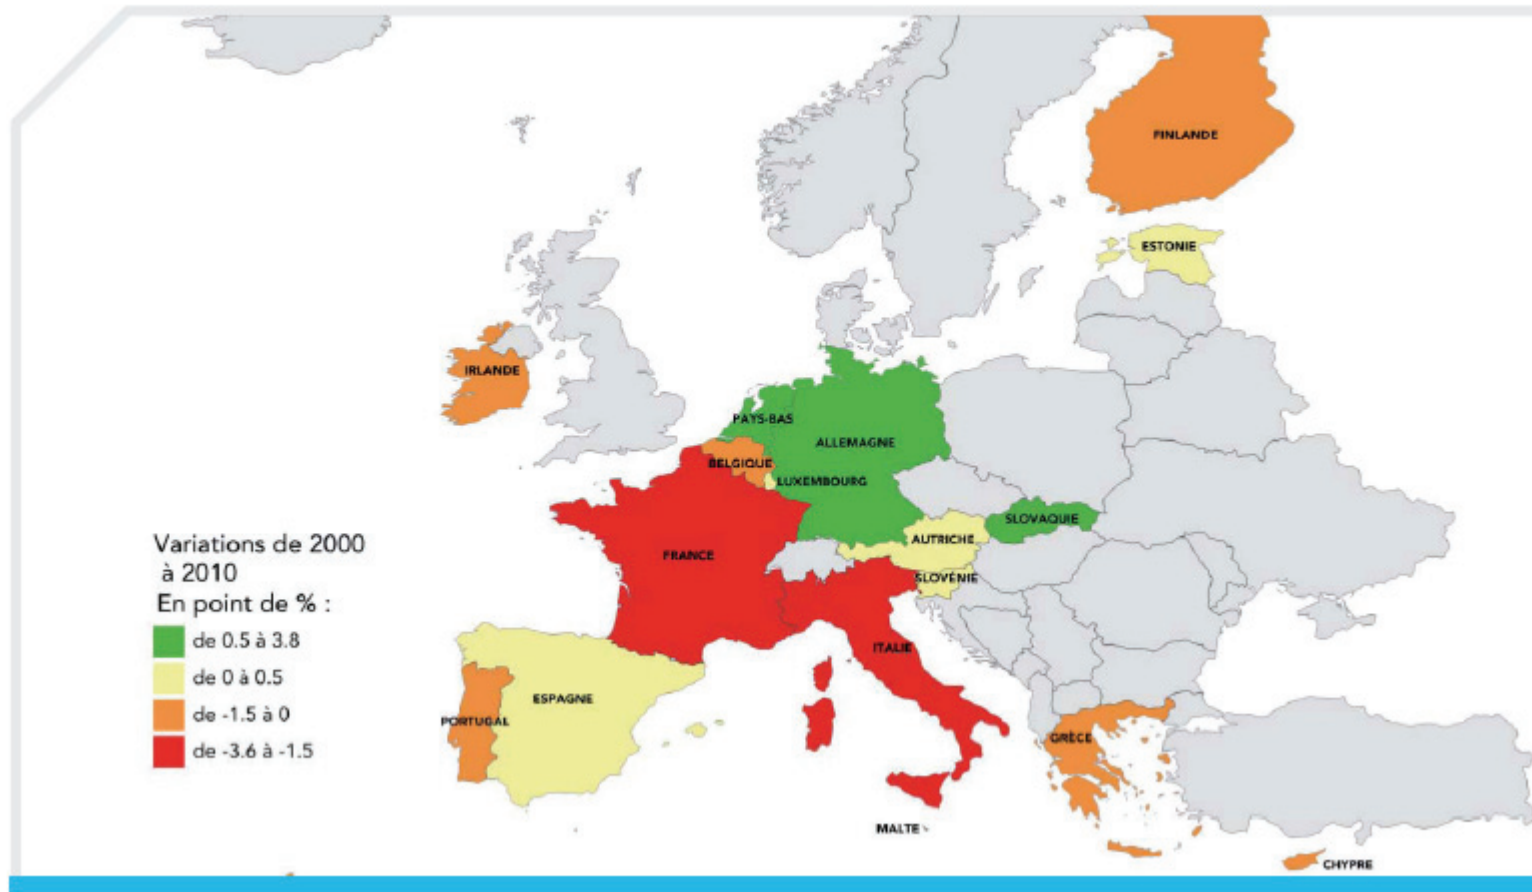 FINLANDE
ESTONIE
IRLANDE
PAYS-BAS
ALLEMAGNE
BELGIQUE
LUXEMBOURG
SLOVAQUIE
AUTRICHE
FRANCE
SLOVÉNIE
ITALIE
ESPAGNE
PORTUGAL
GRÈCE
MALTE
CHYPRE
Variations de 2000
à 2010
En point de % :
de 0.5 à 3.8
de 0 à 0.5
de -1.5 à 0
de -3.6 à -1.5